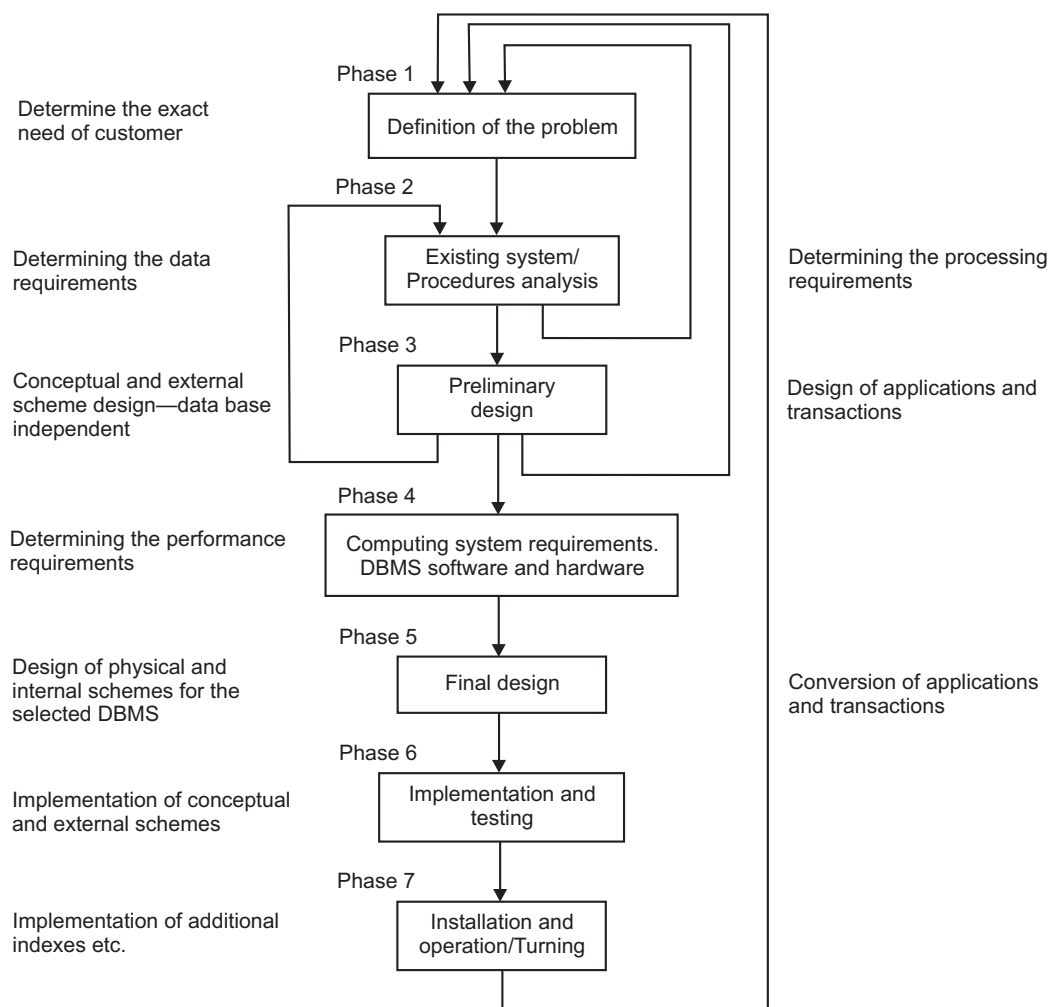 Phase 1
Determine the exact
need of customer
Definition of the problem
Phase 2
Determining the data
requirements
Existing system/
Procedures analysis
Determining the processing
requirements
Phase 3
Conceptual and external
scheme design—data base
independent
Preliminary
design
Design of applications and
transactions
Phase 4
Determining the performance
requirements
Computing system requirements.
DBMS software and hardware
Phase 5
Design of physical and
internal schemes for the
selected DBMS
Final design
Conversion of applications
and transactions
Phase 6
Implementation of conceptual
and external schemes
Implementation and
testing
Phase 7
Implementation of additional
indexes etc.
Installation and
operation/Turning